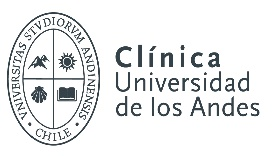 UNIVERSITAS STVDIORVM ANDINENSIS
• CHILE •
Clínica
Universidad
de los Andes